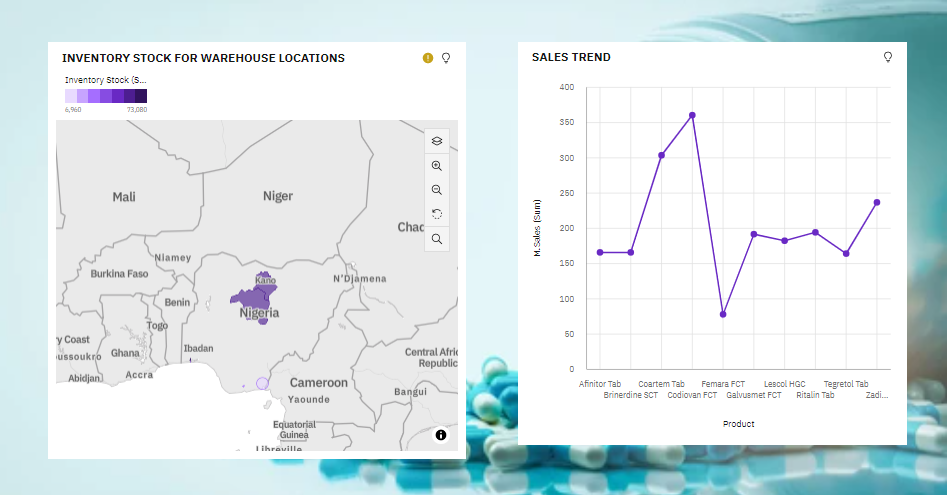 INVENTORY STOCK FOR WAREHOUSE LOCATIONS
Inventory Stock (S...
6,960 73,080
Mali
Niger
Chac
Niamey
Burkina Faso
Kano
N'Djamena
Benin
Nigeria
Togo
y Coast
Ghana
Ibadan
oussoukro
Central Afric
Republic
Abidjan
Accra
Cameroon
Bangui
Yaounde
Equatorial
Guinea
Libreville
SALES TREND
M.Sales (Sum)
400
350
300
250
200
150
100
50
0
Afinitor Tab Coartem Tab Femara FCT Lescol HGC Tegretol Tab
Brinerdine SCT Codiovan FCT Galvusmet FCT Ritalin Tab Zadi...
Product